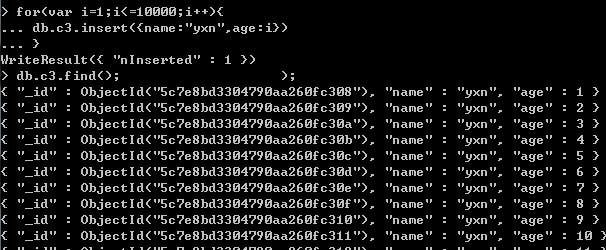 > for(var i=1;i<=10000;i++){
... db.c3.insert({name:"yxn",age:i})
... }
WriteResult({ "nInserted" : 1 })
> db.c3.find(); );
{ "_id" : ObjectId("5c7e8bd3304790aa260fc308"), "name" : "yxn", "age" : 1 }
{ "_id" : ObjectId("5c7e8bd3304790aa260fc309"), "name" : "yxn", "age" : 2 }
{ "_id" : ObjectId("5c7e8bd3304790aa260fc30a"), "name" : "yxn", "age" : 3 }
{ "_id" : ObjectId("5c7e8bd3304790aa260fc30b"), "name" : "yxn", "age" : 4 }
{ "_id" : ObjectId("5c7e8bd3304790aa260fc30c"), "name" : "yxn", "age" : 5 }
{ "_id" : ObjectId("5c7e8bd3304790aa260fc30d"), "name" : "yxn", "age" : 6 }
{ "_id" : ObjectId("5c7e8bd3304790aa260fc30e"), "name" : "yxn", "age" : 7 }
{ "_id" : ObjectId("5c7e8bd3304790aa260fc30f"), "name" : "yxn", "age" : 8 }
{ "_id" : ObjectId("5c7e8bd3304790aa260fc310"), "name" : "yxn", "age" : 9 }
{ "_id" : ObjectId("5c7e8bd3304790aa260fc311"), "name" : "yxn", "age" : 10 }